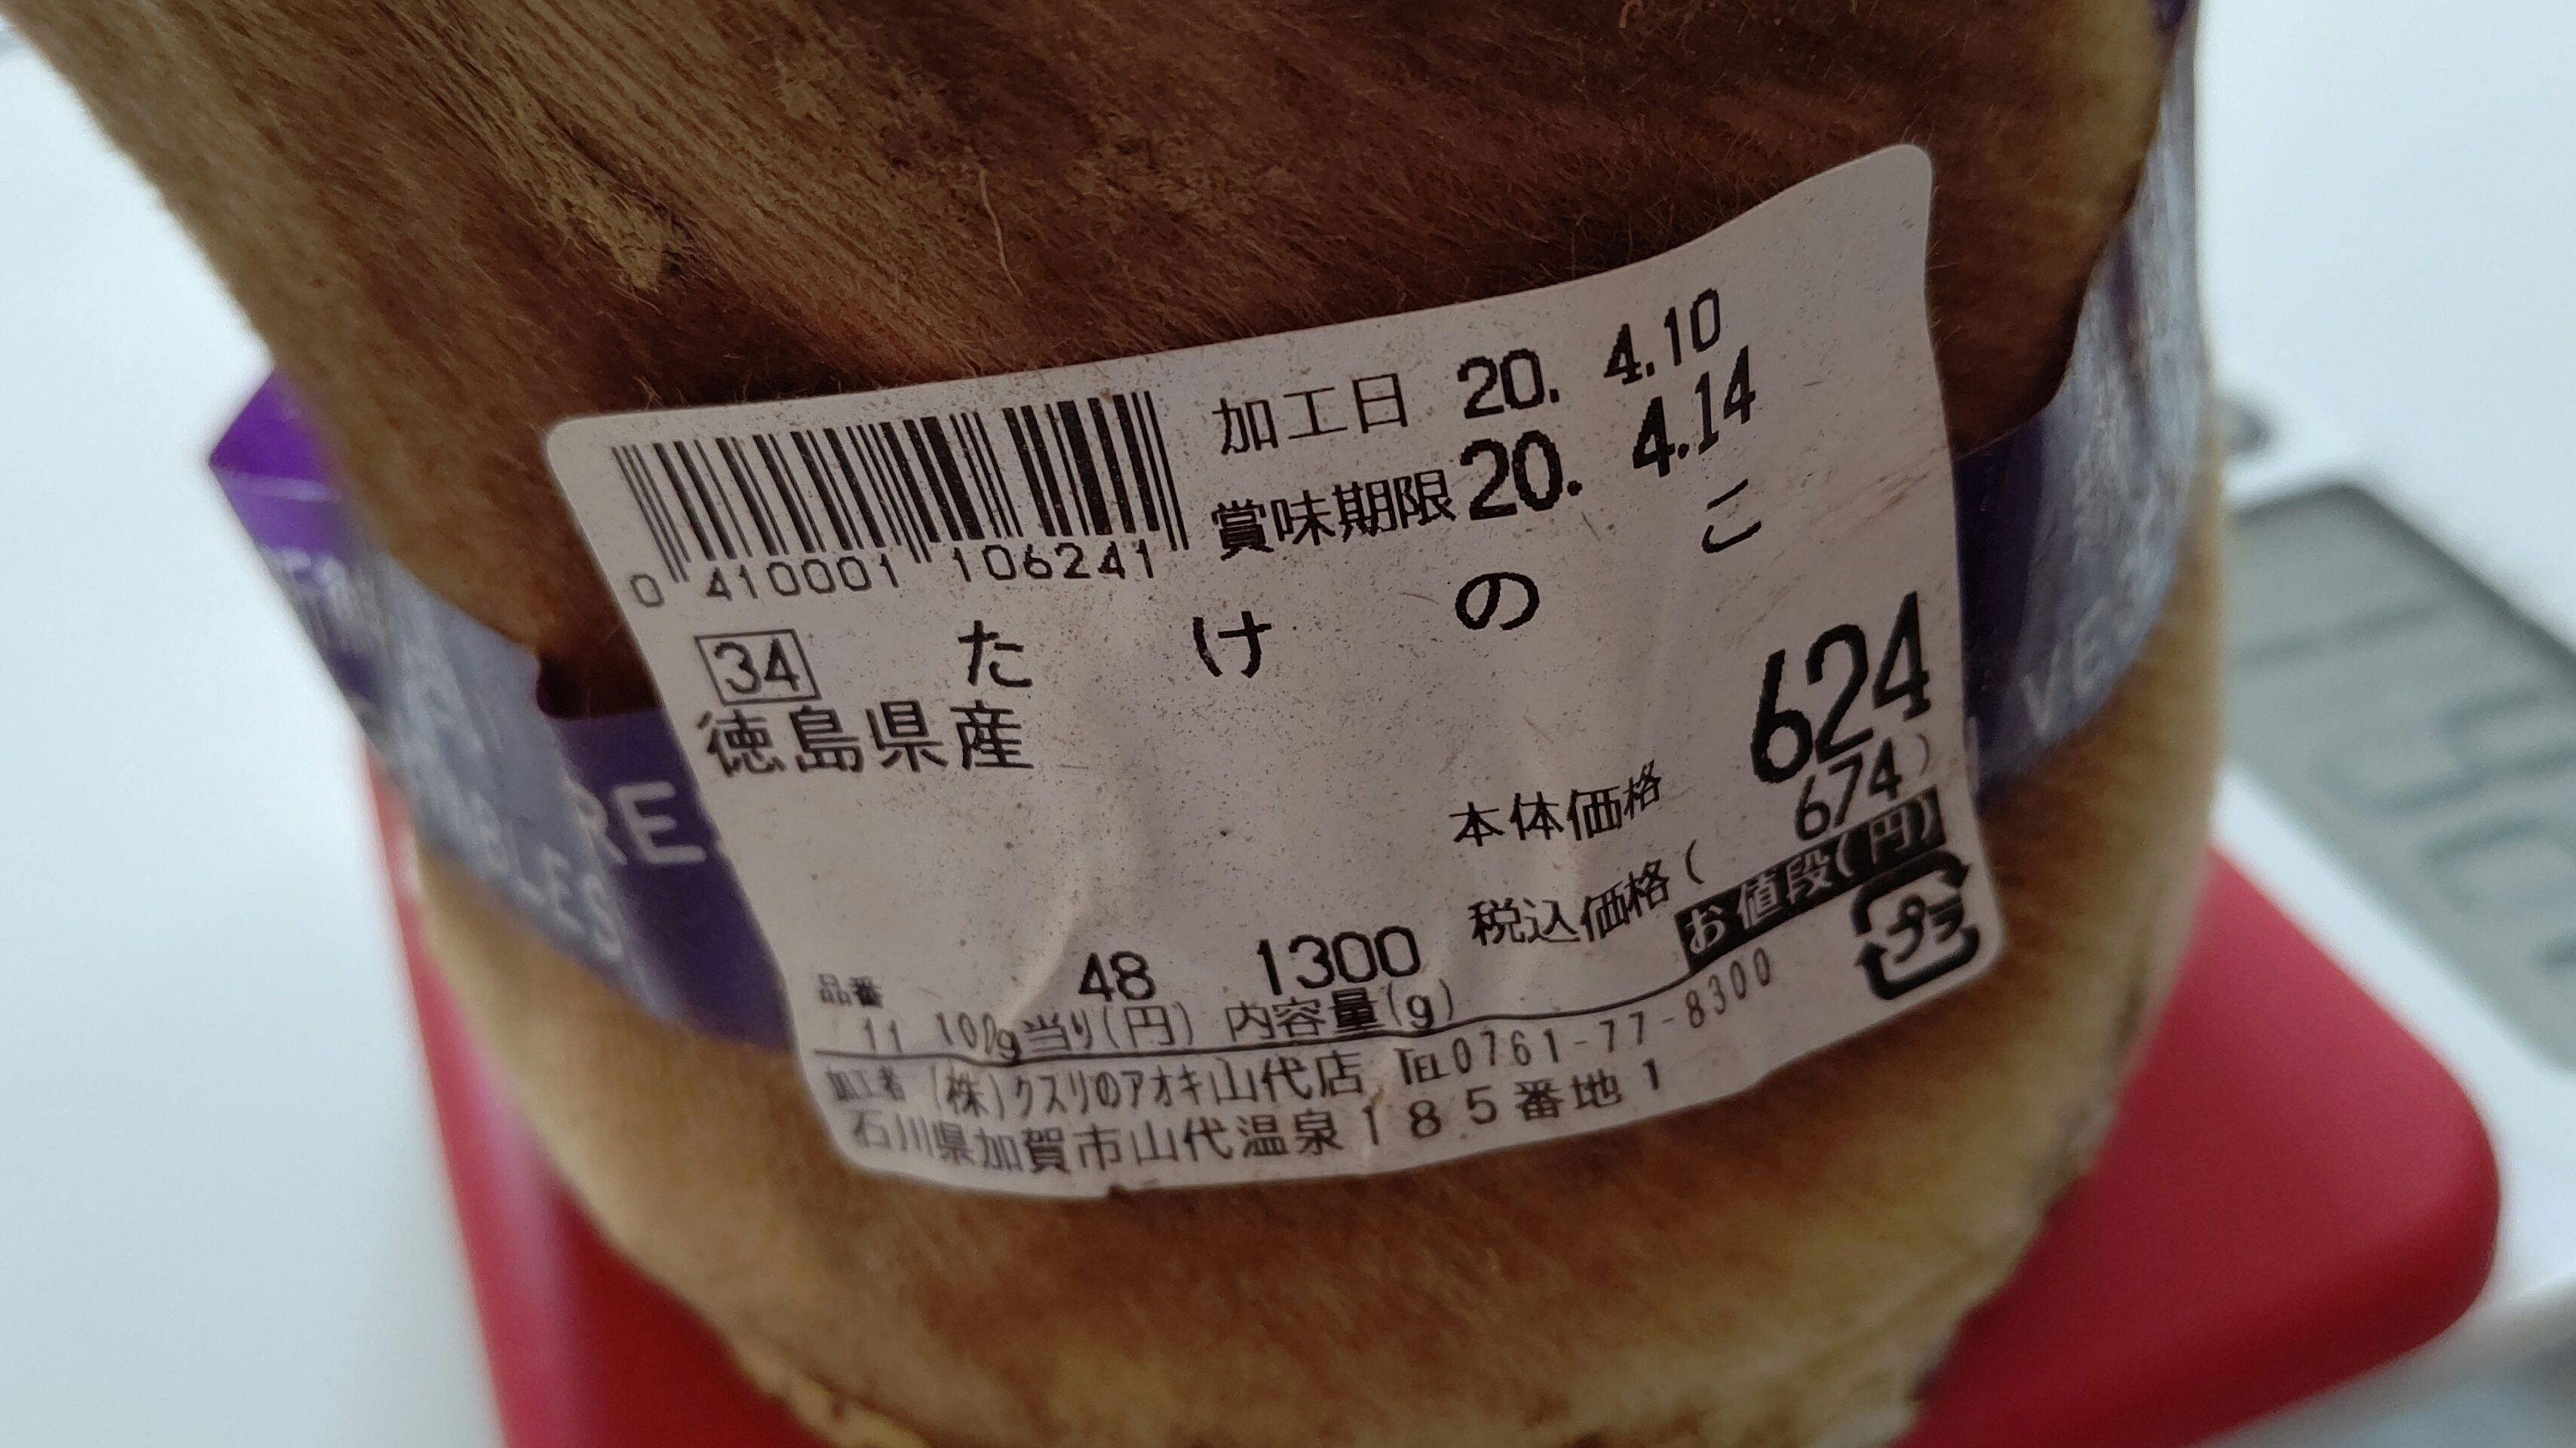 加工日 20. 4.10
賞味期限 20. 4.14
0 410001 106241
34 たけのこ
徳島県産
624
本体価格
674)
税込価格(
お値段(円)
プラ
48 1300
品番
11 100g当り(円) 内容量(g)
加工者 (株)クスリのアオキ山代店 TEL0761-77-8300
石川県加賀市山代温泉185番地1
RE
BLES
VE